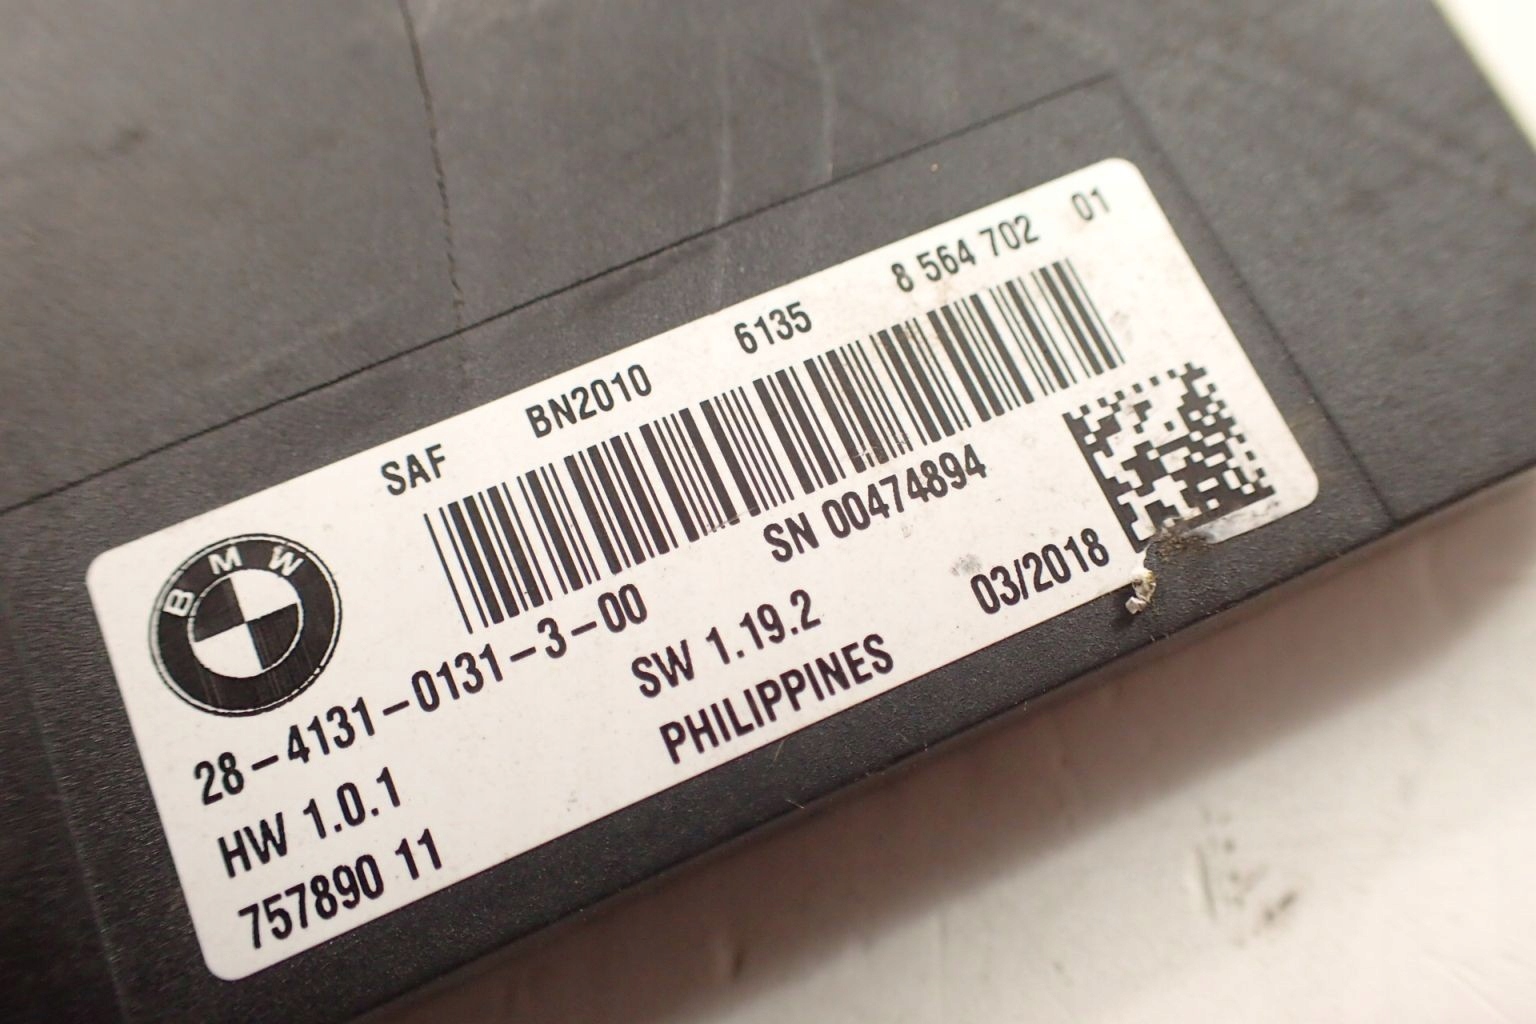 SAF BN2010 6135 8 564 702 01
BMW
28-4131-0131-3-00 SN 00474894
HW 1.0.1 SW 1.19.2 03/2018
757890 11 PHILIPPINES